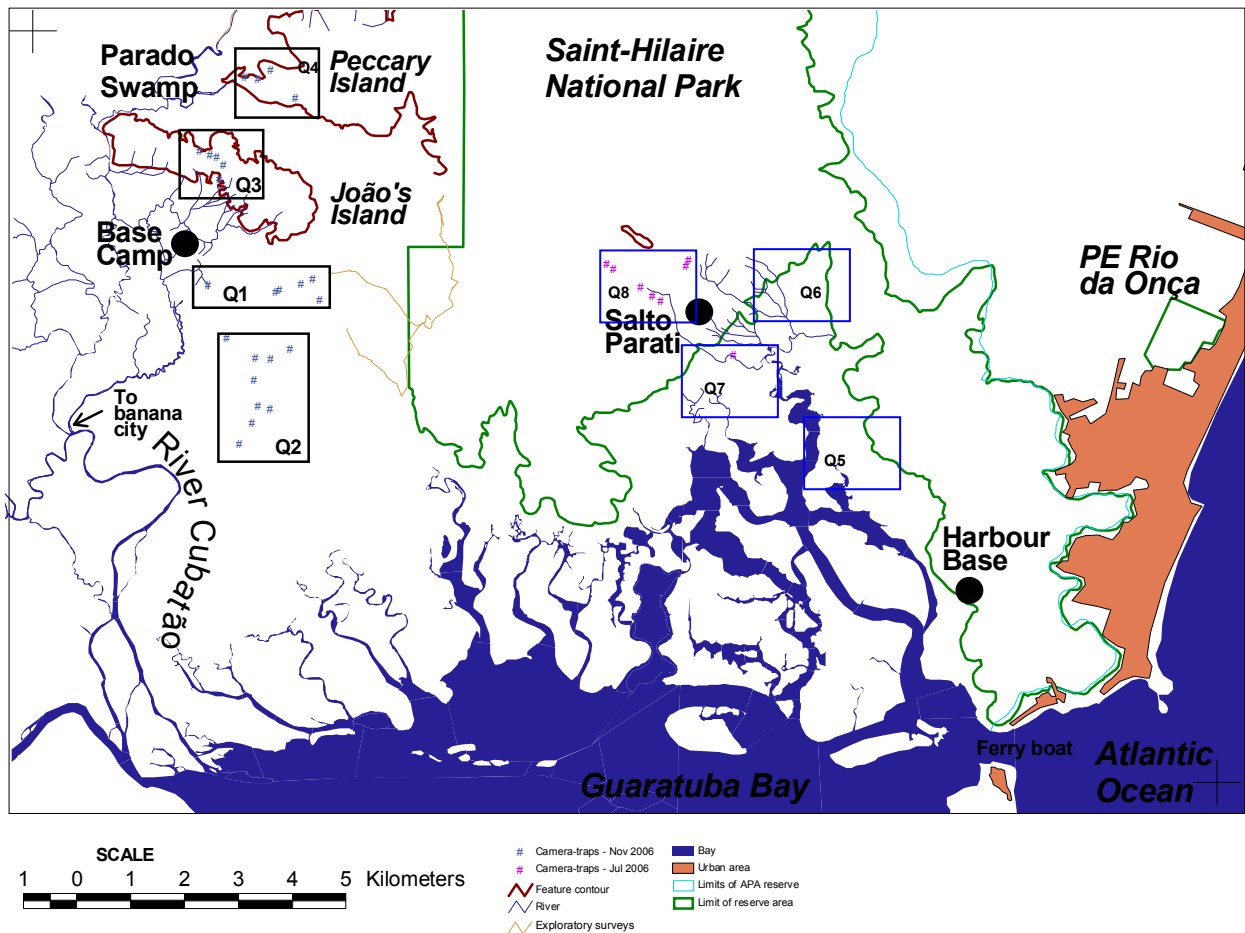 Parado
Swamp
Q4
Peccary
Island
Saint-Hilaire
National Park
Q3
João's
Island
Base
Camp
PE Rio
da Onça
Q1
Q8
Q6
Salto
Parati
Q7
To
banana
city
Q2
Q5
River Cubatão
Harbour
Base
Ferry boat
Atlantic
Ocean
Guaratuba Bay
SCALE
1 0 1 2 3 4 5 Kilometers
# Camera-traps - Nov 2006
# Camera-traps - Jul 2006
Feature contour
River
Exploratory surveys
Bay
Urban area
Limits of APA reserve
Limit of reserve area